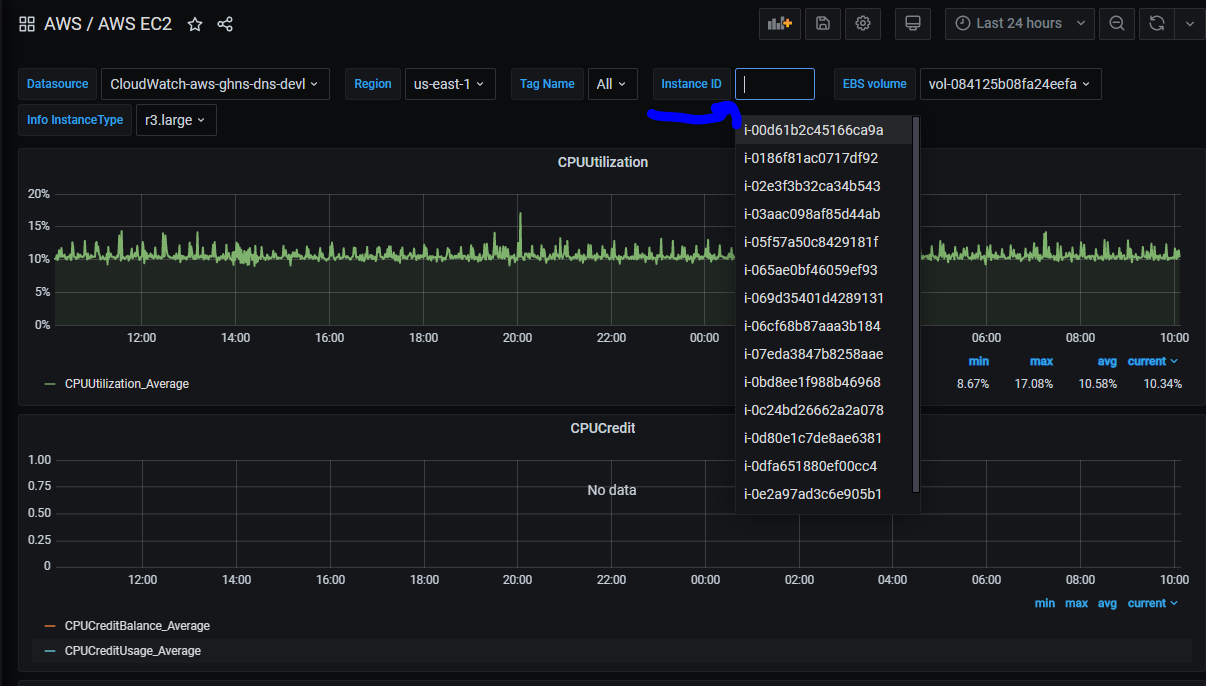 AWS / AWS EC2
Last 24 hours
Datasource CloudWatch-aws-ghns-dns-devl Region us-east-1 Tag Name All Instance ID EBS volume vol-084125b08fa24eefa
Info InstanceType r3.large
i-00d61b2c45166ca9a
i-0186f81ac0717df92
i-02e3f3b32ca34b543
i-03aac098af85d44ab
i-05f57a50c8429181f
i-065ae0bf46059ef93
i-069d35401d4289131
i-06cf68b87aaa3b184
i-07eda3847b8258aae
i-0bd8ee1f988b46968
i-0c24bd26662a2a078
i-0d80e1c7de8ae6381
i-0dfa651880ef00cc4
i-0e2a97ad3c6e905b1
CPUUtilization
20%
15%
10%
5%
0%
12:00 14:00 16:00 18:00 20:00 22:00 00:00 06:00 08:00 10:00
min max avg current
CPUUtilization_Average 8.67% 17.08% 10.58% 10.34%
CPUCredit
1.00
0.75
No data
0.50
0.25
0
12:00 14:00 16:00 18:00 20:00 22:00 00:00 02:00 04:00 06:00 08:00 10:00
min max avg current
CPUCreditBalance_Average
CPUCreditUsage_Average